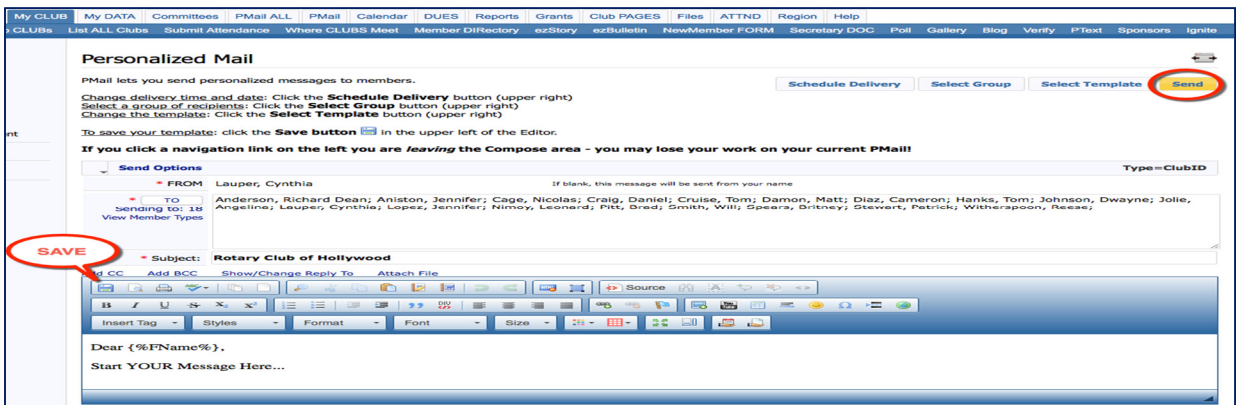 My CLUB My DATA Committees PMail ALL PMail Calendar DUES Reports Grants Club PAGES Files ATTND Region Help
CLUBs List ALL Clubs Submit Attendance Where CLUBS Meet Member DIRectory ezStory ezBulletin NewMember FORM Secretary DOC Poll Gallery Blog Verify PText Sponsors Ignite
Personalized Mail
PMail lets you send personalized messages to members.
Schedule Delivery Select Group Select Template Send
Change delivery time and date: Click the Schedule Delivery button (upper right)
Select a group of recipients: Click the Select Group button (upper right)
Change the template: Click the Select Template button (upper right)
nt
To save your template: click the Save button in the upper left of the Editor.
If you click a navigation link on the left you are leaving the Compose area - you may lose your work on your current PMail!
Send Options Type=ClubID
* FROM Lauper, Cynthia If blank, this message will be sent from your name
* TO Anderson, Richard Dean; Aniston, Jennifer; Cage, Nicolas; Craig, Daniel; Cruise, Tom; Damon, Matt; Diaz, Cameron; Hanks, Tom; Johnson, Dwayne; Jolie,
Sending to: 18 Angelina; Lauper, Cynthia; Lopez, Jennifer; Nimoy, Leonard; Pitt, Brad; Smith, Will; Spears, Britney; Stewart, Patrick; Witherspoon, Reese;
View Member Types
SAVE
* Subject: Rotary Club of Hollywood
CC Add BCC Show/Change Reply To Attach File
Source
B I U S X₂ X² DIV
Insert Tag Styles Format Font Size
Dear {%FName%},
Start YOUR Message Here...